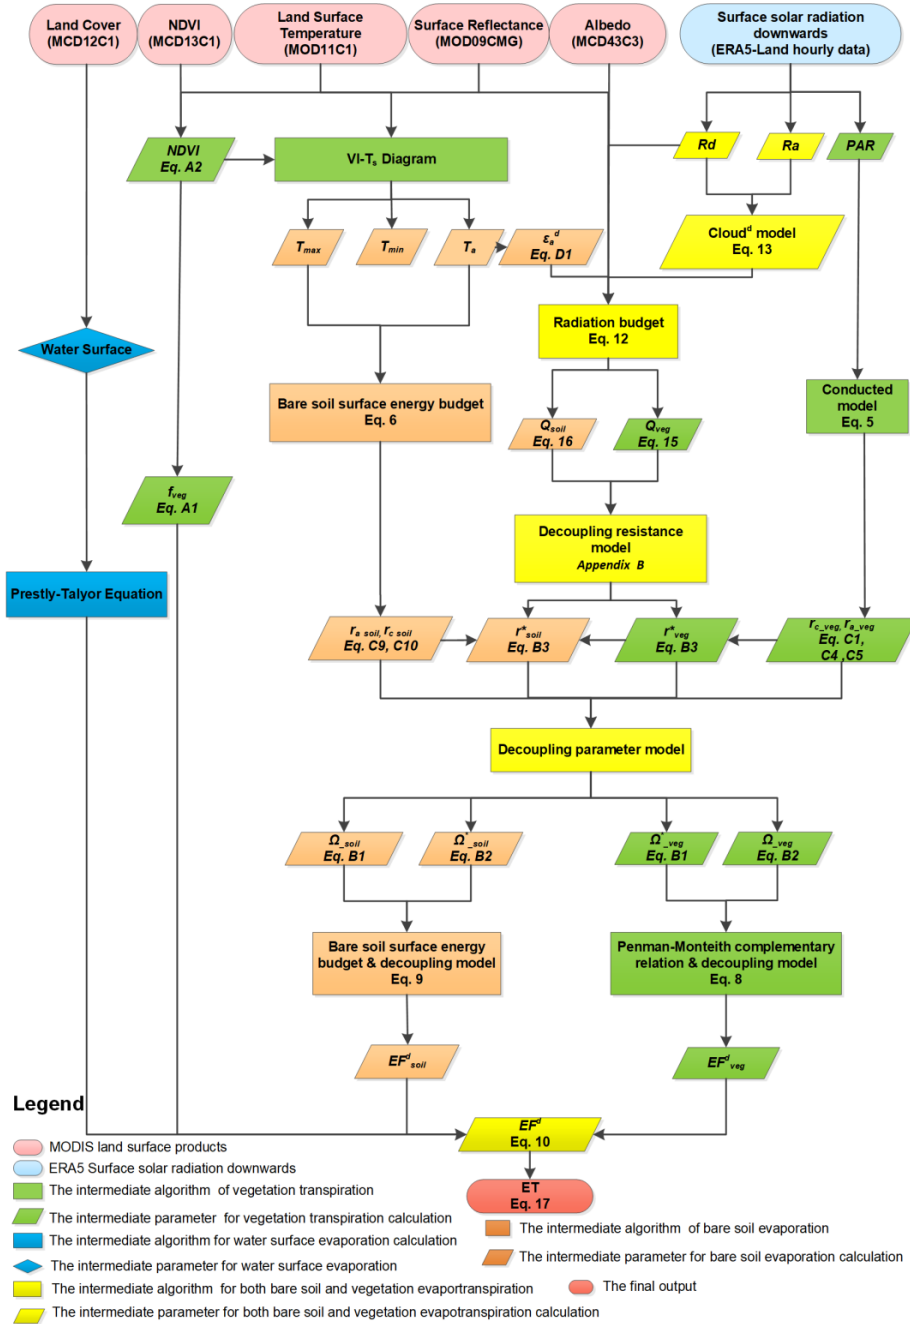 Land Cover
(MCD12C1)
NDVI
(MCD13C1)
Land Surface
Temperature
(MOD11C1)
Surface Reflectance
(MOD09CMG)
Albedo
(MCD43C3)
Surface solar radiation
downwards
(ERA5-Land hourly data)
NDVI
Eq. A2
VI-Ts Diagram
Rd
Ra
PAR
Tmax
Tmin
Ta
εa^d
Eq. D1
Cloud^d model
Eq. 13
Water Surface
Radiation budget
Eq. 12
Bare soil surface energy budget
Eq. 6
Qsoil
Eq. 16
Qveg
Eq. 15
Conducted
model
Eq. 5
fveg
Eq. A1
Decoupling resistance
model
Appendix B
Prestly-Talyor Equation
ra soil, rc soil
Eq. C9, C10
r*soil
Eq. B3
r*veg
Eq. B3
rc_veg, ra_veg
Eq. C1,
C4 ,C5
Decoupling parameter model
Ω_soil
Eq. B1
Ω*_soil
Eq. B2
Ω*_veg
Eq. B1
Ω_veg
Eq. B2
Bare soil surface energy
budget & decoupling model
Eq. 9
Penman-Monteith complementary
relation & decoupling model
Eq. 8
EF^d soil
EF^d veg
EF^d
Eq. 10
ET
Eq. 17
Legend
MODIS land surface products
ERA5 Surface solar radiation downwards
The intermediate algorithm of vegetation transpiration
The intermediate parameter for vegetation transpiration calculation
The intermediate algorithm for water surface evaporation calculation
The intermediate parameter for water surface evaporation
The intermediate algorithm for both bare soil and vegetation evaportranspiration
The intermediate parameter for both bare soil and vegetation evapotranspiration calculation
The intermediate algorithm of bare soil evaporation
The intermediate parameter for bare soil evaporation calculation
The final output